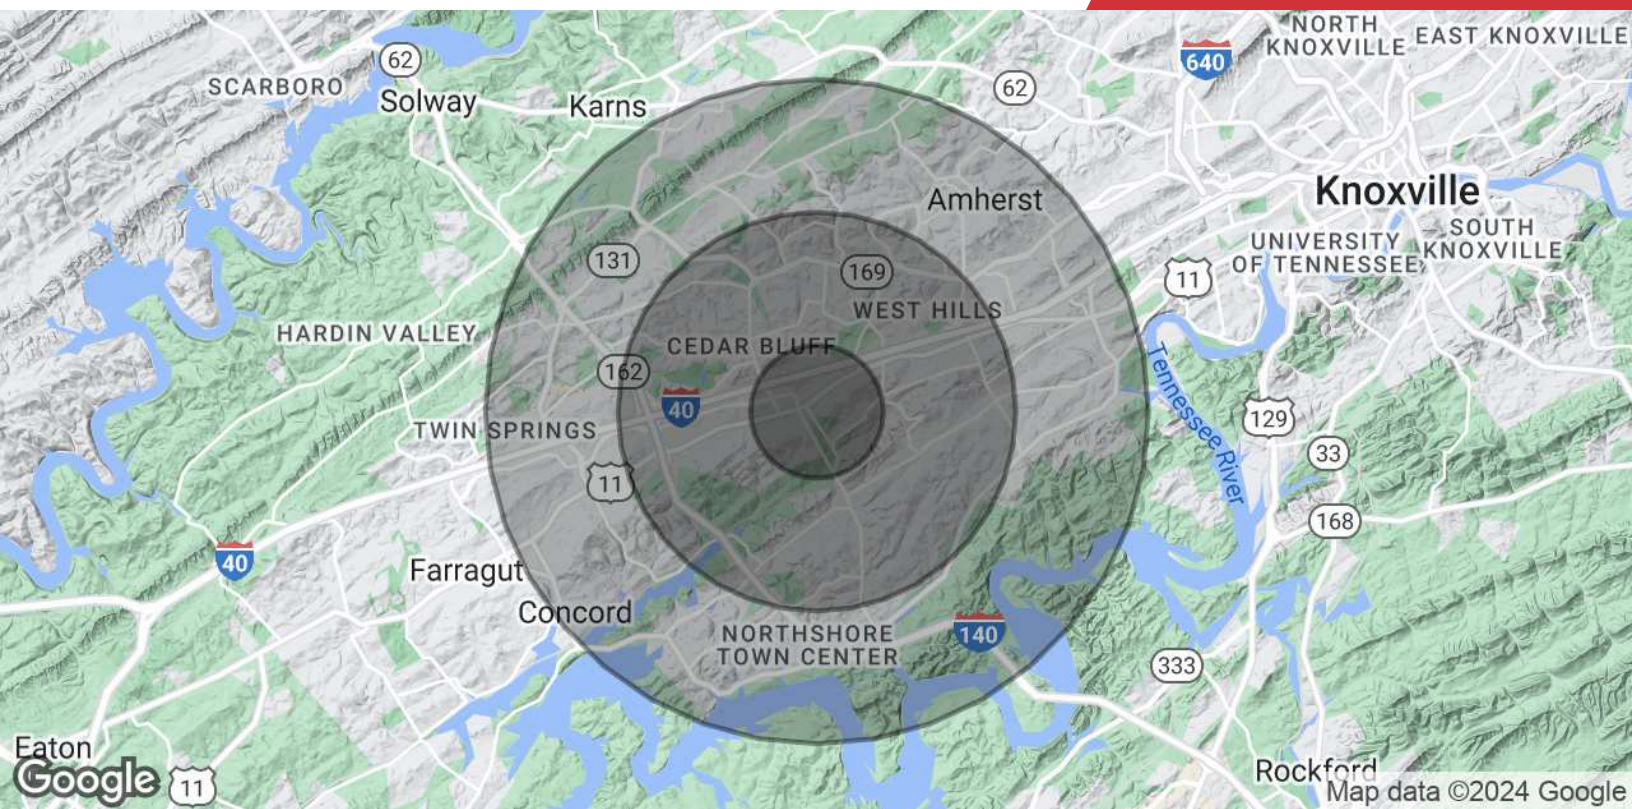 NORTH
KNOXVILLE
EAST KNOXVILLE
640
62
SCARBORO
62
Solway
Karns
Knoxville
Amherst
SOUTH
KNOXVILLE
UNIVERSITY
OF TENNESSEE
131
169
11
WEST HILLS
HARDIN VALLEY
CEDAR BLUFF
162
40
Tennessee River
129
TWIN SPRINGS
33
11
168
40
Farragut
Concord
NORTHSHORE
TOWN CENTER
140
333
Eaton
Google
11
Rockford
Map data ©2024 Google